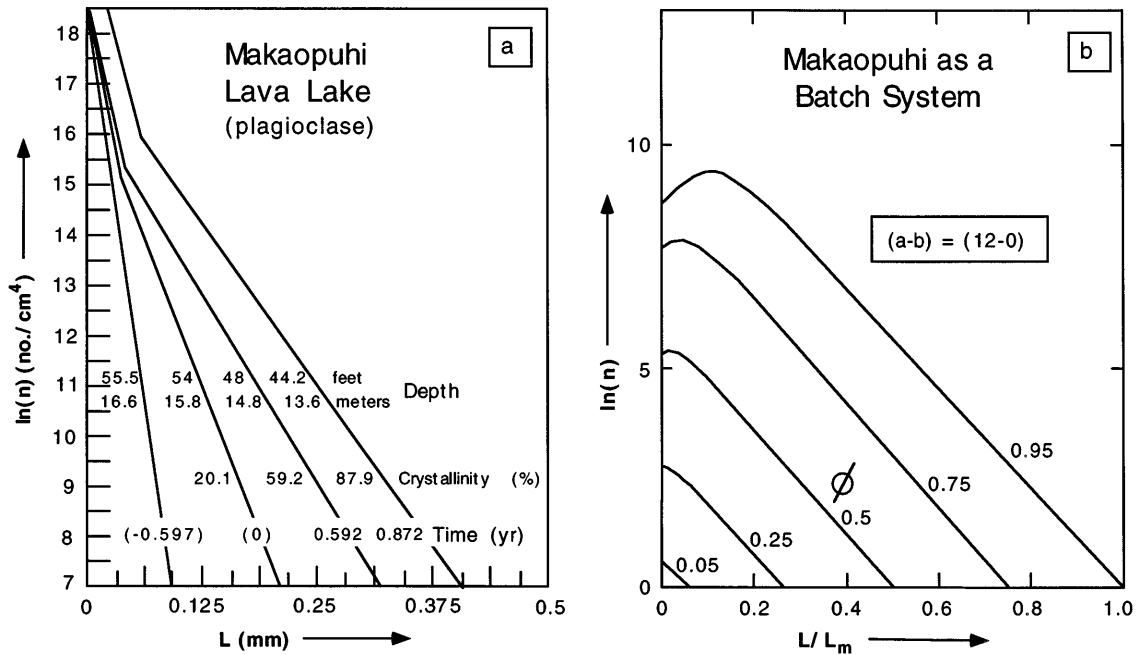 a
Makaopuhi
Lava Lake
(plagioclase)
ln(n) (no./cm⁴)
18
17
16
15
14
13
12
11
10
9
8
7
55.5 54 48 44.2 feet
16.6 15.8 14.8 13.6 meters
Depth
20.1 59.2 87.9 Crystallinity (%)
(-0.597) (0) 0.592 0.872 Time (yr)
0 0.125 0.25 0.375 0.5
L (mm)
b
Makaopuhi as a
Batch System
(a-b) = (12-0)
ln(n)
10
5
0
0.95
0.75
ϕ
0.5
0.25
0.05
0 0.2 0.4 0.6 0.8 1.0
L/Lₘ